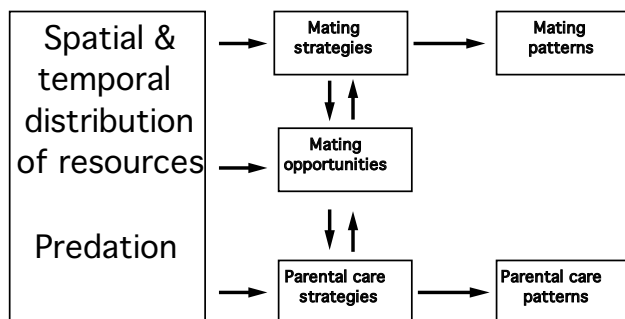 Spatial &
temporal
distribution
of resources
Predation
Mating
strategies
Mating
patterns
Mating
opportunities
Parental care
strategies
Parental care
patterns